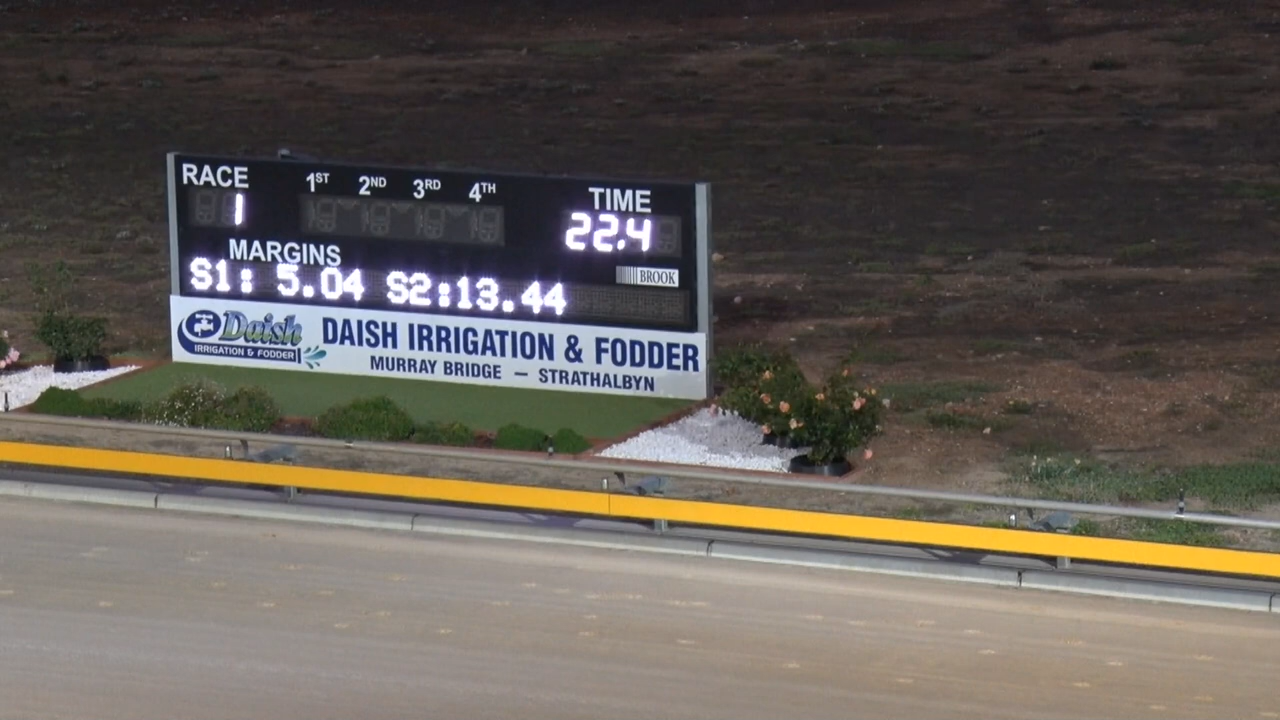 RACE 1ST 2ND 3RD 4TH TIME
1 22.4
MARGINS BROOK
S1: 5.04 S2:13.44
Daish
IRRIGATION & FODDER
DAISH IRRIGATION & FODDER
MURRAY BRIDGE – STRATHALBYN